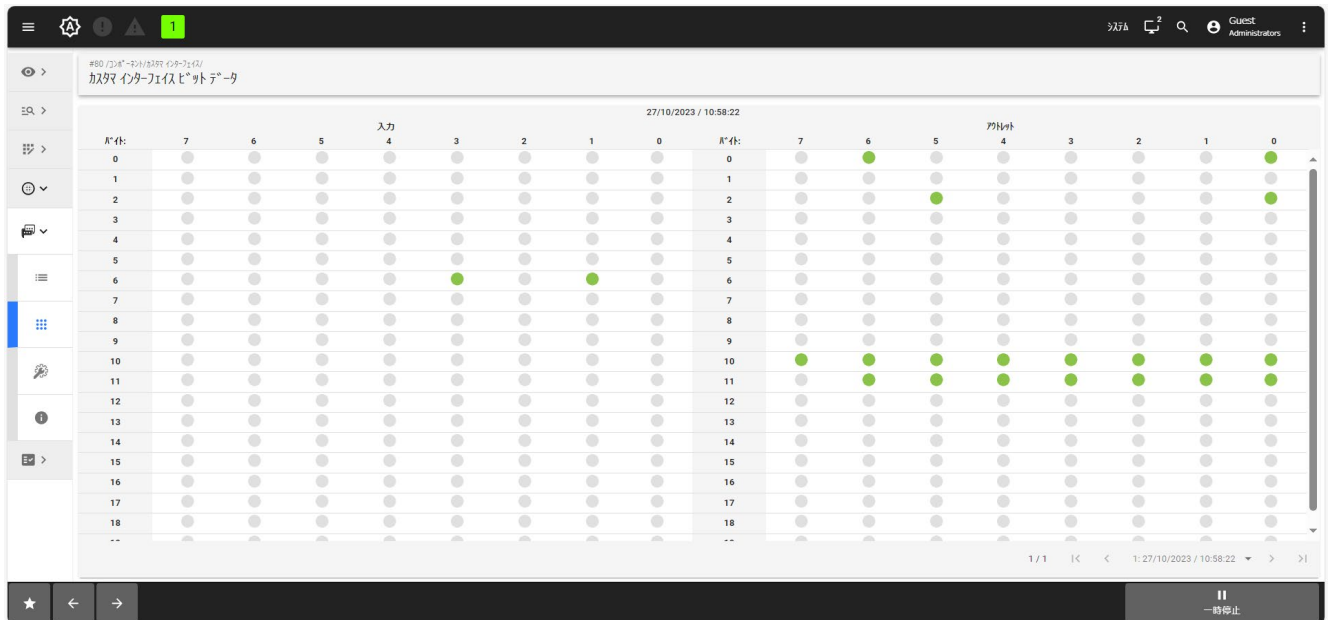 1
システム
2
Guest
Administrators
#80 /コンポーネント/カスタマ インターフェイス/
カスタマ インターフェイス ビット データ
27/10/2023 / 10:58:22
入力
アウトレット
バイト: 7 6 5 4 3 2 1 0 バイト: 7 6 5 4 3 2 1 0
0 0
1 1
2 2
3 3
4 4
5 5
6 6
7 7
8 8
9 9
10 10
11 11
12 12
13 13
14 14
15 15
16 16
17 17
18 18
1 / 1
1: 27/10/2023 / 10:58:22
一時停止